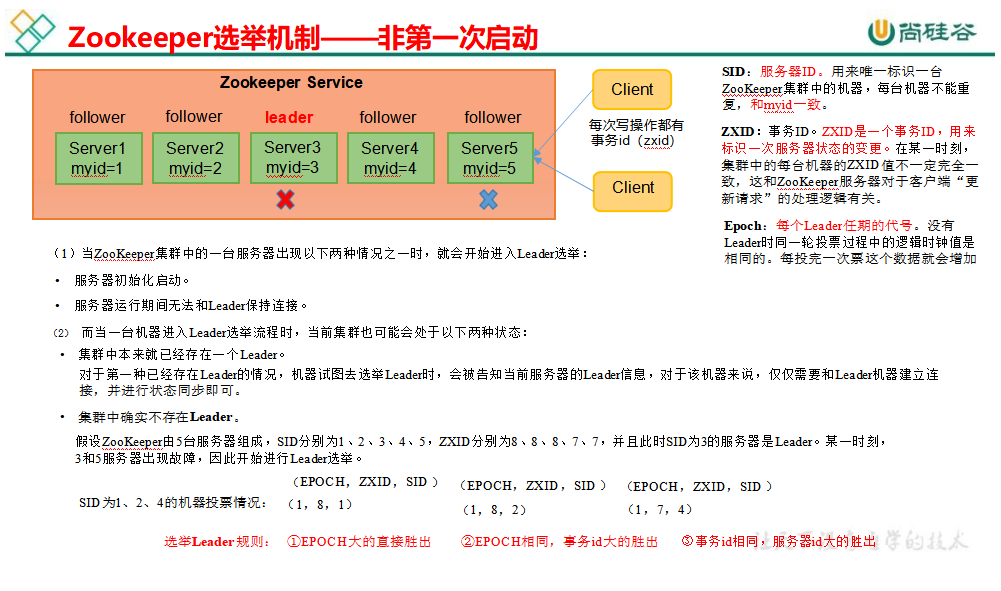 Zookeeper选举机制——非第一次启动
尚硅谷
Zookeeper Service
follower
follower
leader
follower
follower
Server1
myid=1
Server2
myid=2
Server3
myid=3
Server4
myid=4
Server5
myid=5
Client
每次写操作都有
事务id（zxid）
Client
SID：服务器ID。用来唯一标识一台
ZooKeeper集群中的机器，每台机器不能重
复，和myid一致。
ZXID：事务ID。ZXID是一个事务ID，用来
标识一次服务器状态的变更。在某一时刻，
集群中的每台机器的ZXID值不一定完全一
致，这和ZooKeeper服务器对于客户端“更
新请求”的处理逻辑有关。
Epoch：每个Leader任期的代号。没有
Leader时同一轮投票过程中的逻辑时钟值是
相同的。每投完一次票这个数据就会增加
（1）当ZooKeeper集群中的一台服务器出现以下两种情况之一时，就会开始进入Leader选举：
• 服务器初始化启动。
• 服务器运行期间无法和Leader保持连接。
（2） 而当一台机器进入Leader选举流程时，当前集群也可能会处于以下两种状态：
• 集群中本来就已经存在一个Leader。
对于第一种已经存在Leader的情况，机器试图去选举Leader时，会被告知当前服务器的Leader信息，对于该机器来说，仅仅需要和Leader机器建立连
接，并进行状态同步即可。
• 集群中确实不存在Leader。
假设ZooKeeper由5台服务器组成，SID分别为1、2、3、4、5，ZXID分别为8、8、8、7、7，并且此时SID为3的服务器是Leader。某一时刻，
3和5服务器出现故障，因此开始进行Leader选举。
（EPOCH，ZXID，SID ） （EPOCH，ZXID，SID ） （EPOCH，ZXID，SID ）
SID为1、2、4的机器投票情况： （1，8，1） （1，8，2） （1，7，4）
选举Leader规则： ①EPOCH大的直接胜出 ②EPOCH相同，事务id大的胜出 ③事务id相同，服务器id大的胜出